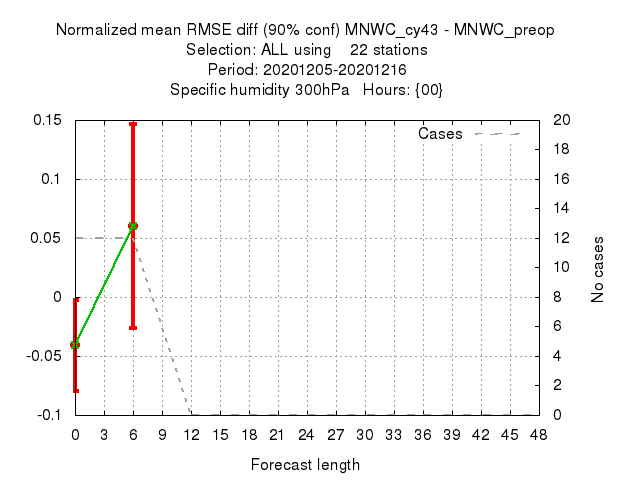 Normalized mean RMSE diff (90% conf) MNWC_cy43 - MNWC_preop
Selection: ALL using 22 stations
Period: 20201205-20201216
Specific humidity 300hPa Hours: {00}
0.15
0.1
0.05
0
-0.05
-0.1
Cases
20
18
16
14
12
10
8
6
4
2
0
No cases
0 3 6 9 12 15 18 21 24 27 30 33 36 39 42 45 48
Forecast length